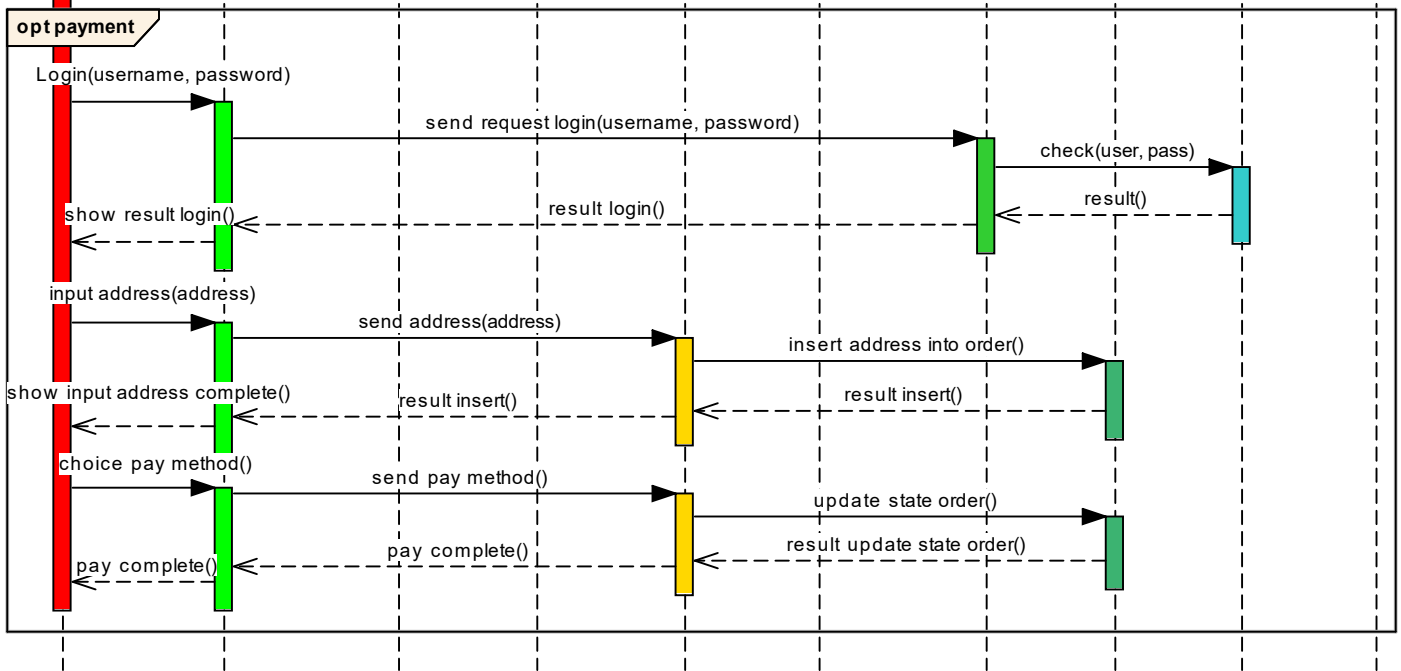 opt payment
Login(username, password)
send request login(username, password)
check(user, pass)
result()
result login()
show result login()
input address(address)
send address(address)
insert address into order()
show input address complete()
result insert()
result insert()
choice pay method()
send pay method()
update state order()
result update state order()
pay complete()
pay complete()